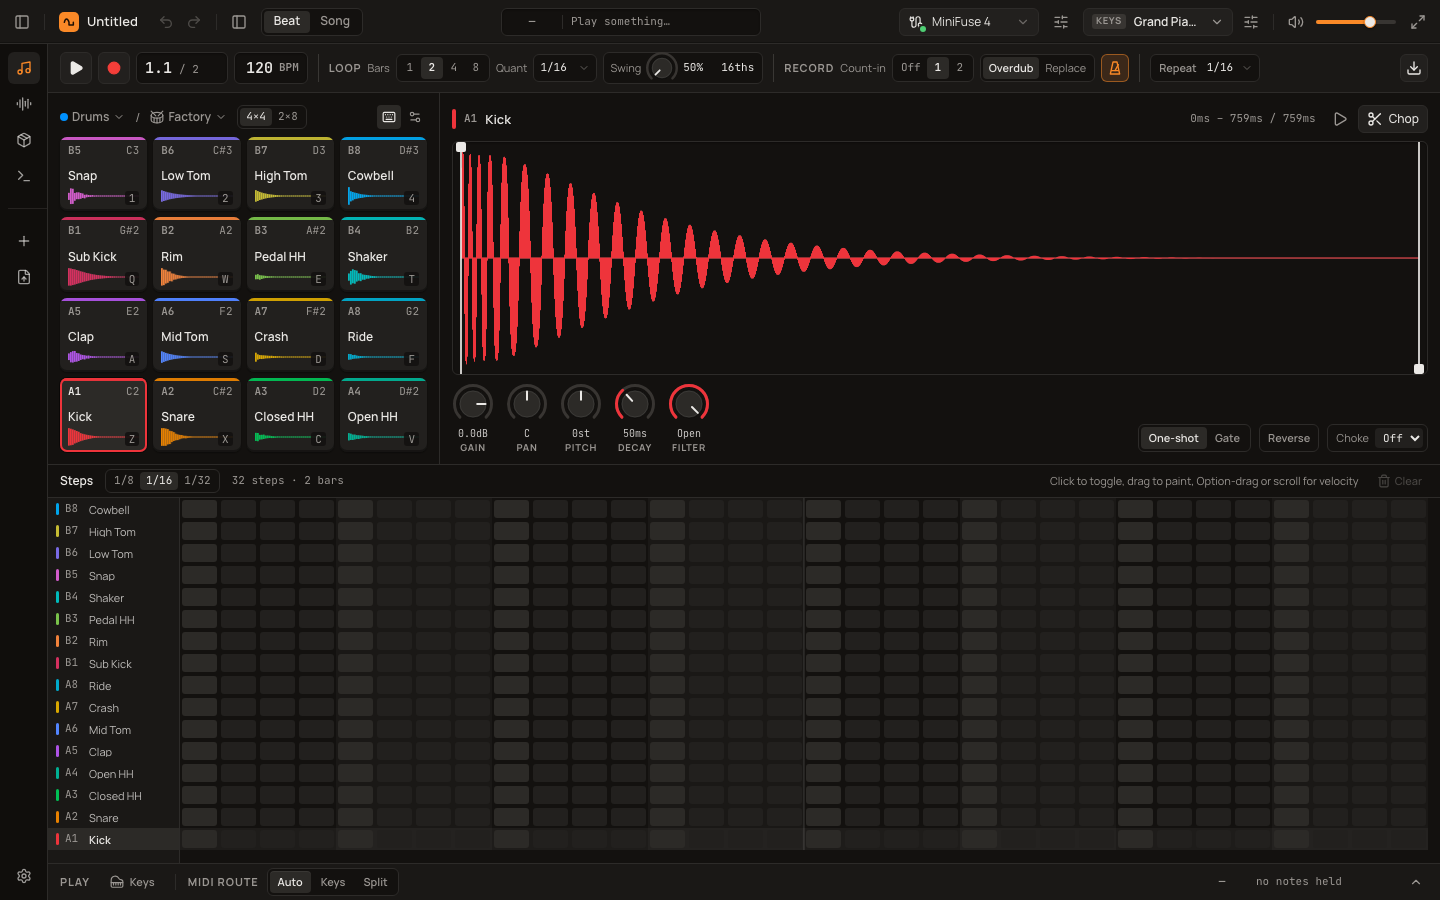 Untitled
Beat Song
– Play something…
MiniFuse 4
KEYS Grand Pia…
1.1 / 2
120 BPM
LOOP Bars 1 2 4 8 Quant 1/16
Swing 50% 16ths
RECORD Count-in Off 1 2 Overdub Replace
Repeat 1/16
Drums / Factory 4×4 2×8
B5 C3 B6 C#3 B7 D3 B8 D#3
Snap Low Tom High Tom Cowbell
1 2 3 4
B1 G#2 B2 A2 B3 A#2 B4 B2
Sub Kick Rim Pedal HH Shaker
Q W E T
A5 E2 A6 F2 A7 F#2 A8 G2
Clap Mid Tom Crash Ride
A S D F
A1 C2 A2 C#2 A3 D2 A4 D#2
Kick Snare Closed HH Open HH
Z X C V
A1 Kick
0ms – 759ms / 759ms
Chop
0.0dB C 0st 50ms Open
GAIN PAN PITCH DECAY FILTER
One-shot Gate Reverse Choke Off
Steps 1/8 1/16 1/32 32 steps · 2 bars
Click to toggle, drag to paint, Option-drag or scroll for velocity
Clear
B8 Cowbell
B7 High Tom
B6 Low Tom
B5 Snap
B4 Shaker
B3 Pedal HH
B2 Rim
B1 Sub Kick
A8 Ride
A7 Crash
A6 Mid Tom
A5 Clap
A4 Open HH
A3 Closed HH
A2 Snare
A1 Kick
PLAY Keys MIDI ROUTE Auto Keys Split
– no notes held